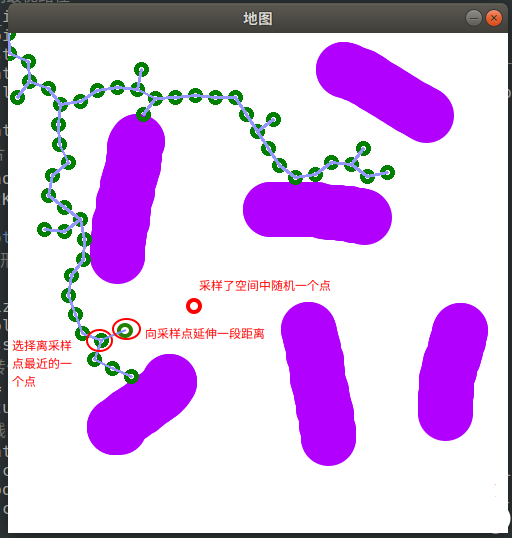 地图
采样了空间中随机一个点
向采样点延伸一段距离
选择离采样
点最近的一
个点